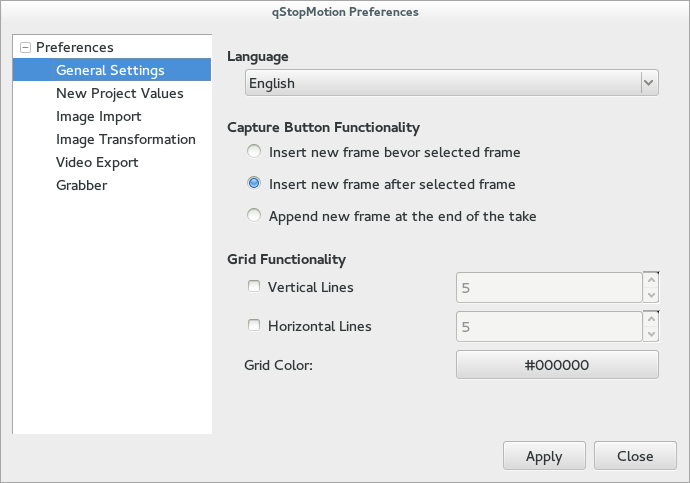 qStopMotion Preferences
Preferences
General Settings
New Project Values
Image Import
Image Transformation
Video Export
Grabber
Language
English
Capture Button Functionality
Insert new frame bevor selected frame
Insert new frame after selected frame
Append new frame at the end of the take
Grid Functionality
Vertical Lines 5
Horizontal Lines 5
Grid Color: #000000
Apply Close